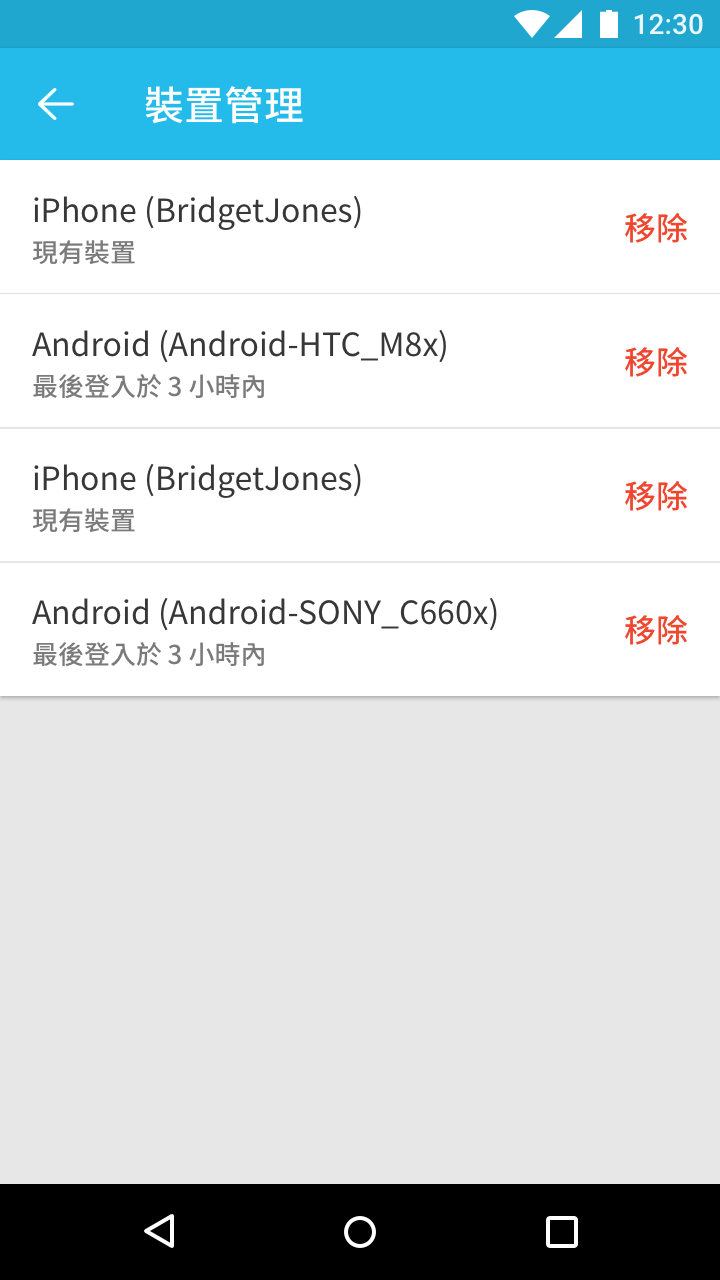 12:30
裝置管理
iPhone (BridgetJones)
現有裝置
移除
Android (Android-HTC_M8x)
最後登入於 3 小時內
移除
iPhone (BridgetJones)
現有裝置
移除
Android (Android-SONY_C660x)
最後登入於 3 小時內
移除